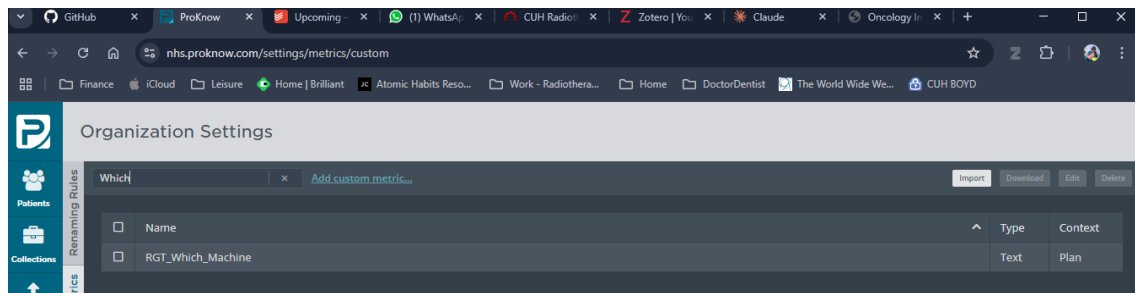 GitHub
ProKnow
Upcoming –
(1) WhatsAp
CUH Radioth
Zotero | You
Claude
Oncology In
nhs.proknow.com/settings/metrics/custom
Finance
iCloud
Leisure
Home | Brilliant
JC Atomic Habits Reso...
Work - Radiothera...
Home
DoctorDentist
The World Wide We...
CUH BOYD
Organization Settings
Patients
Collections
Renaming Rules
rics
Which
Add custom metric...
Import
Download
Edit
Delete
Name
Type
Context
RGT_Which_Machine
Text
Plan